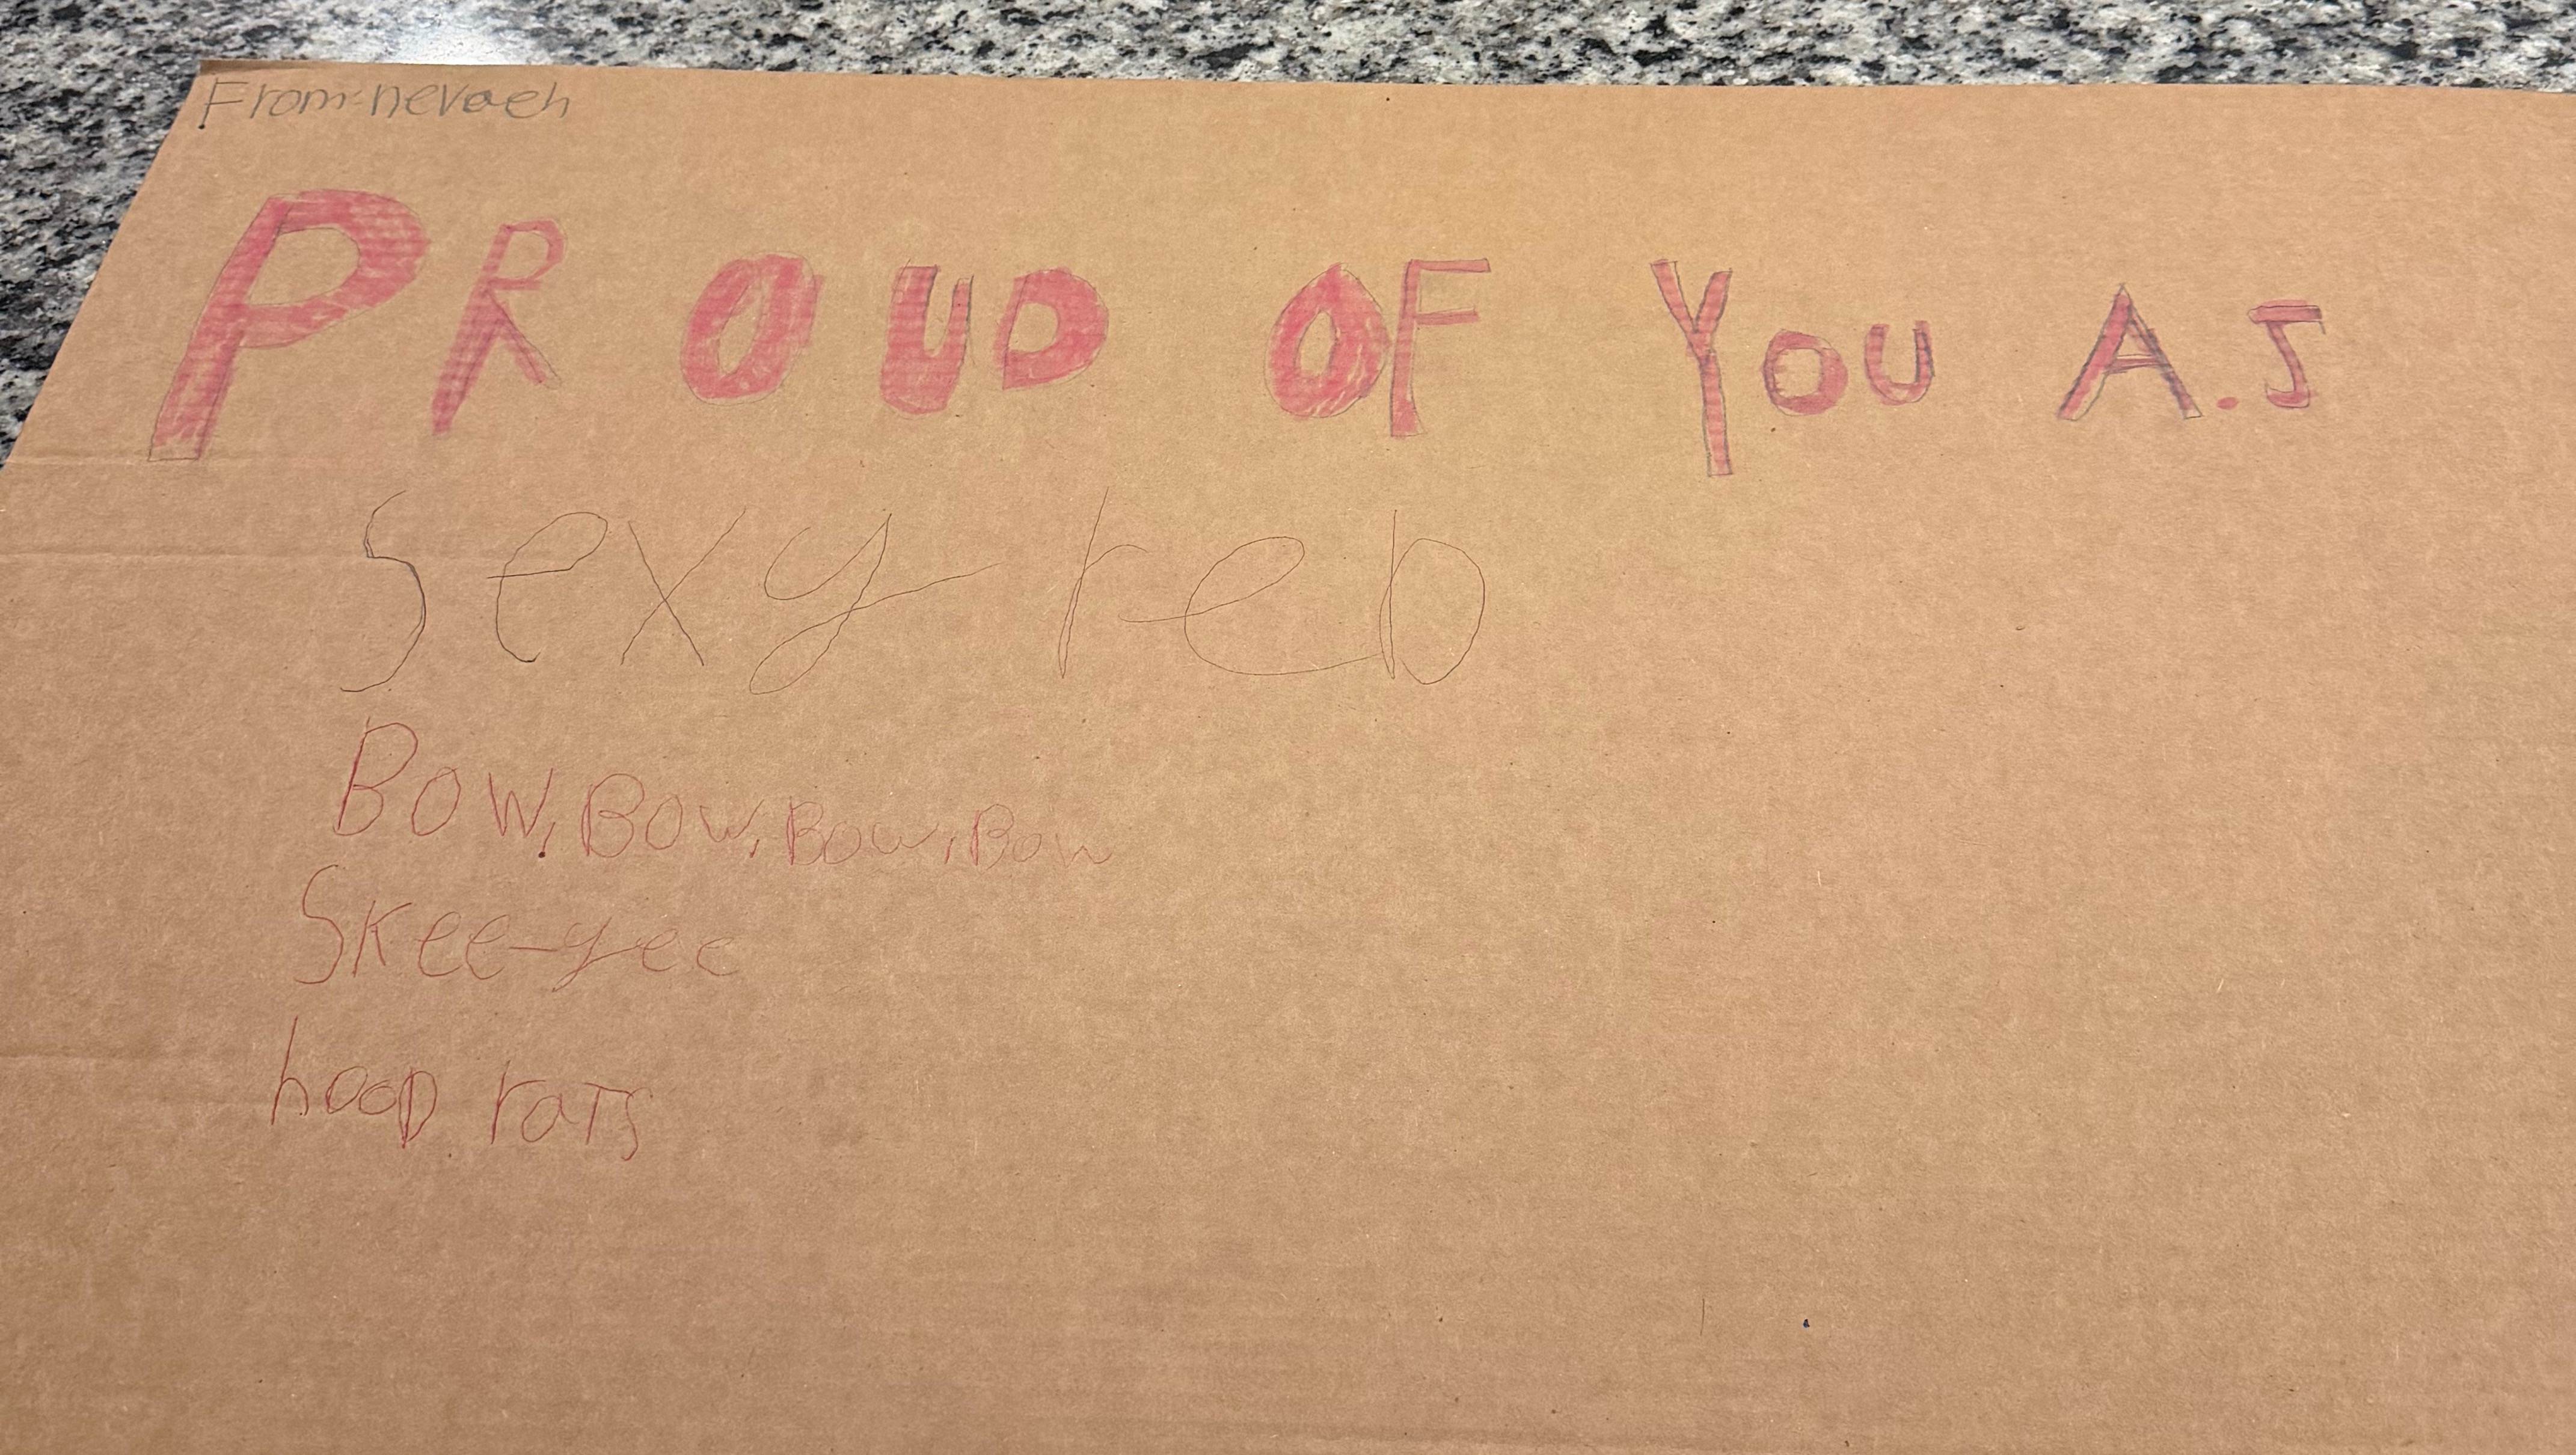 From: nevaeh
PROUD OF YOU A.J
Sexy reD
Bow, Bow, Bow, Bow
Skee-yee
hooD raTs